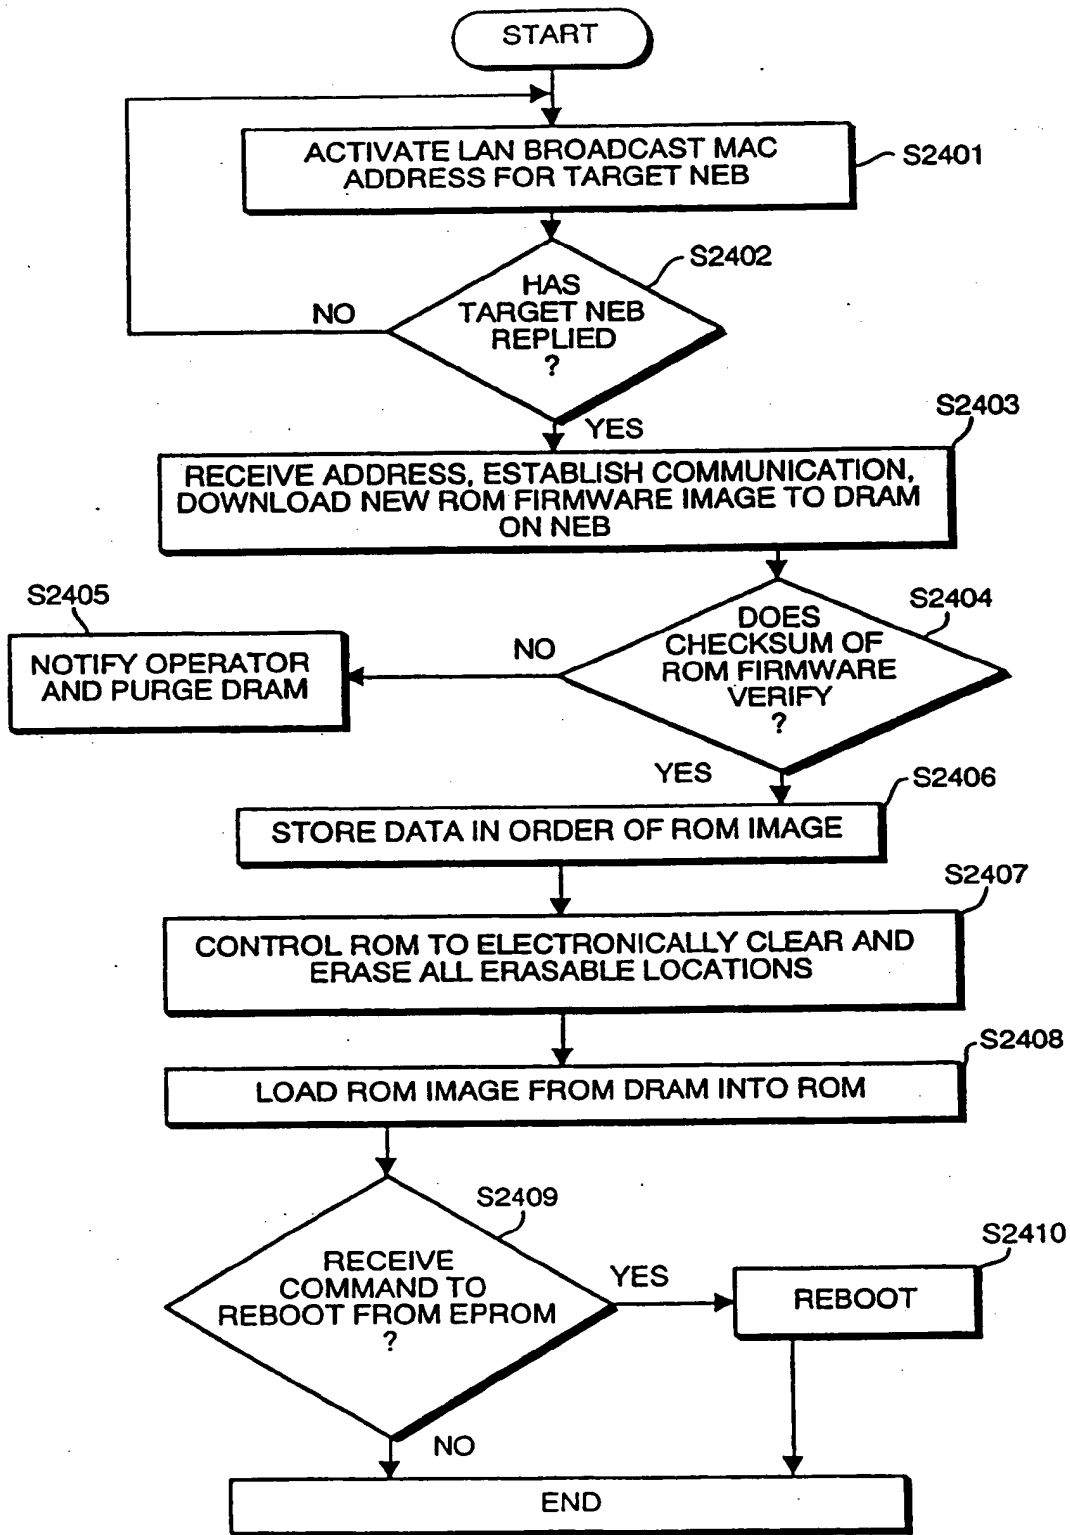 START
ACTIVATE LAN BROADCAST MAC
ADDRESS FOR TARGET NEB
S2401
S2402
HAS
TARGET NEB
REPLIED
?
NO
YES
S2403
RECEIVE ADDRESS, ESTABLISH COMMUNICATION,
DOWNLOAD NEW ROM FIRMWARE IMAGE TO DRAM
ON NEB
S2405
NOTIFY OPERATOR
AND PURGE DRAM
NO
S2404
DOES
CHECKSUM OF
ROM FIRMWARE
VERIFY
?
YES
S2406
STORE DATA IN ORDER OF ROM IMAGE
S2407
CONTROL ROM TO ELECTRONICALLY CLEAR AND
ERASE ALL ERASABLE LOCATIONS
S2408
LOAD ROM IMAGE FROM DRAM INTO ROM
S2409
RECEIVE
COMMAND TO
REBOOT FROM EPROM
?
YES
S2410
REBOOT
NO
END